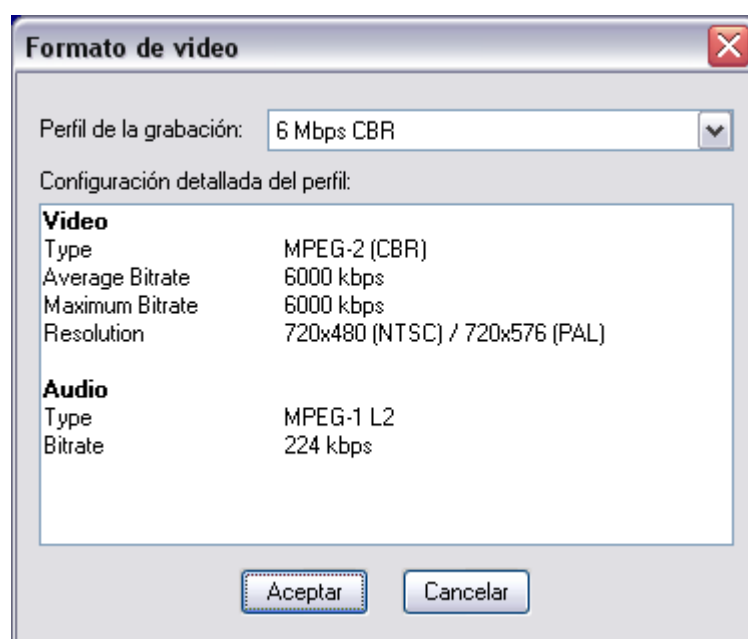 Formato de video
Perfil de la grabación: 6 Mbps CBR
Configuración detallada del perfil:
Video
Type MPEG-2 (CBR)
Average Bitrate 6000 kbps
Maximum Bitrate 6000 kbps
Resolution 720x480 (NTSC) / 720x576 (PAL)
Audio
Type MPEG-1 L2
Bitrate 224 kbps
Aceptar Cancelar